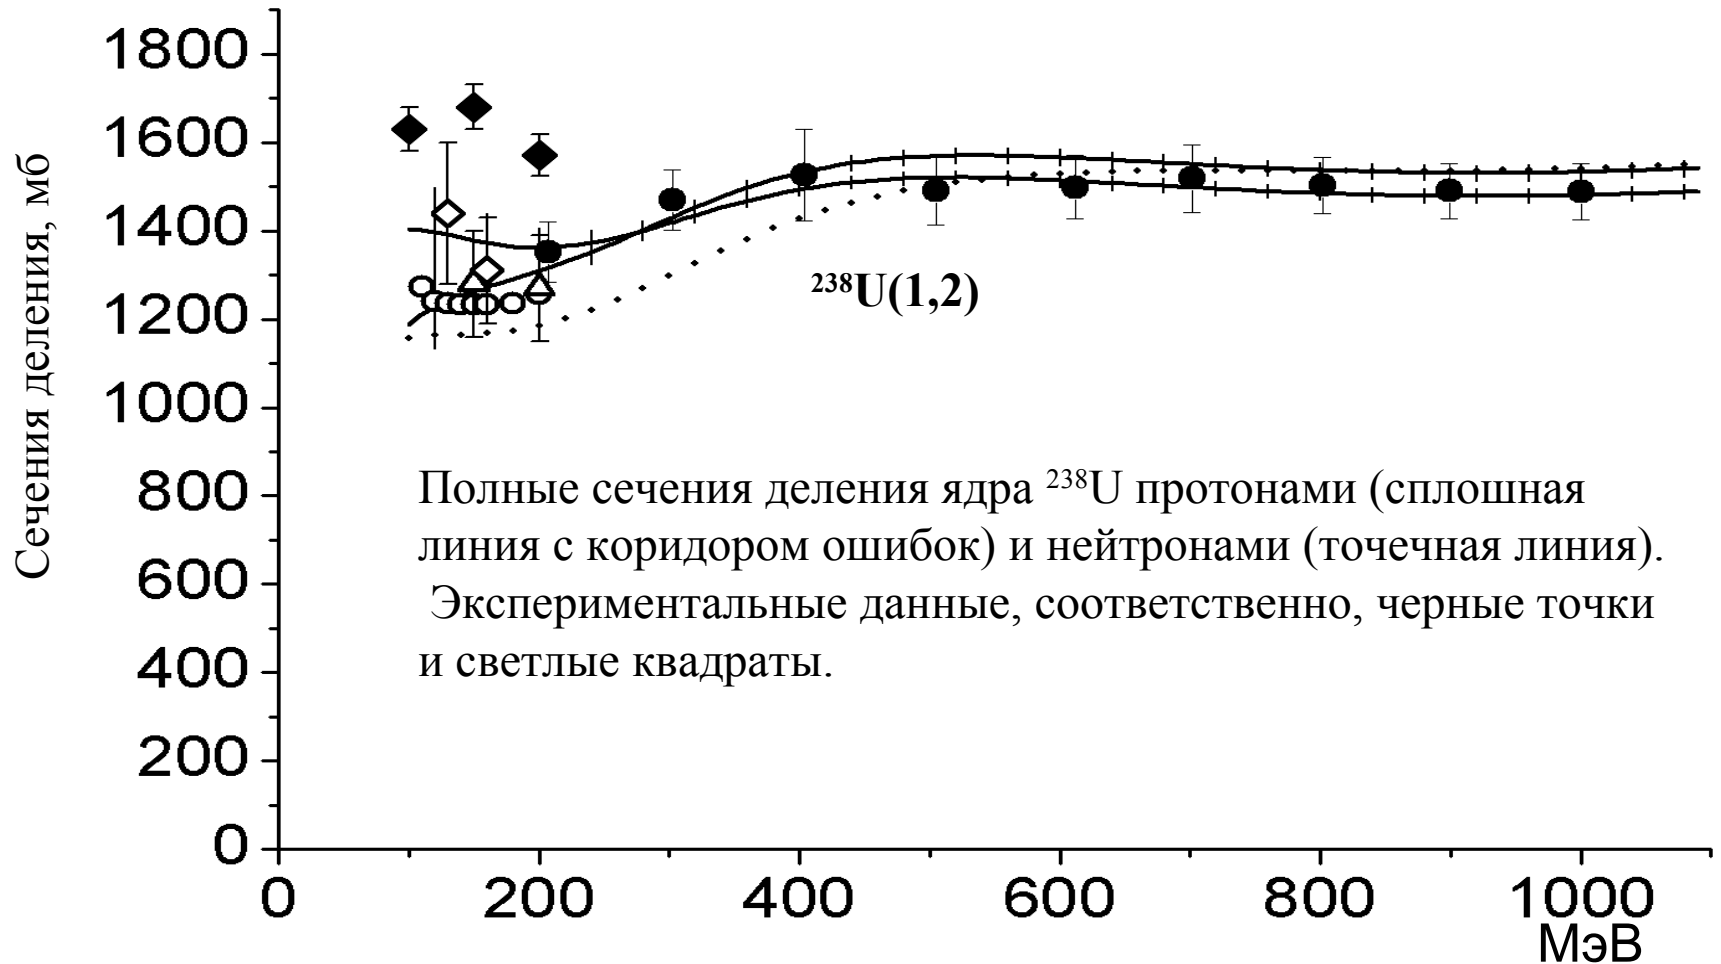 Сечения деления, мб
1800
1600
1400
1200
1000
800
600
400
200
0
²³⁸U(1,2)
Полные сечения деления ядра ²³⁸U протонами (сплошная
линия с коридором ошибок) и нейтронами (точечная линия).
Экспериментальные данные, соответственно, черные точки
и светлые квадраты.
0 200 400 600 800 1000
МэВ